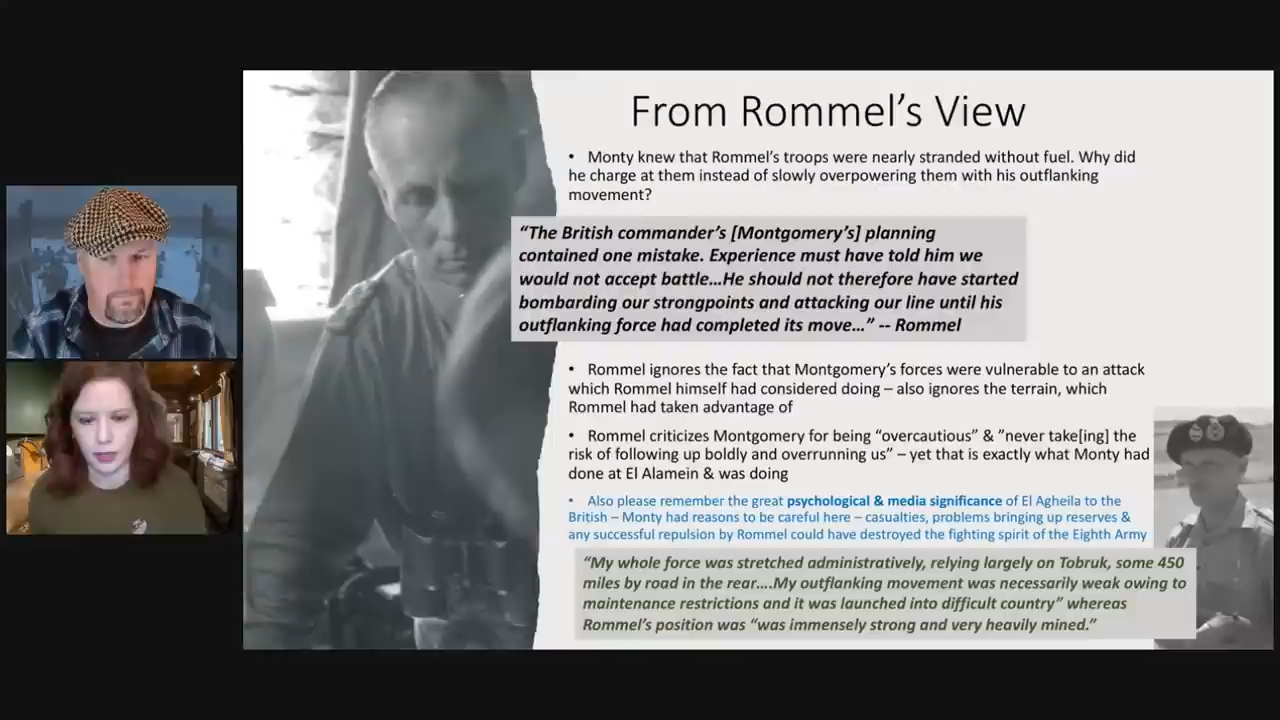 From Rommel's View
• Monty knew that Rommel's troops were nearly stranded without fuel. Why did
he charge at them instead of slowly overpowering them with his outflanking
movement?
“The British commander's [Montgomery's] planning
contained one mistake. Experience must have told him we
would not accept battle…He should not therefore have started
bombarding our strongpoints and attacking our line until his
outflanking force had completed its move…” -- Rommel
• Rommel ignores the fact that Montgomery's forces were vulnerable to an attack
which Rommel himself had considered doing – also ignores the terrain, which
Rommel had taken advantage of
• Rommel criticizes Montgomery for being “overcautious” & ”never take[ing] the
risk of following up boldly and overrunning us” – yet that is exactly what Monty had
done at El Alamein & was doing
• Also please remember the great psychological & media significance of El Agheila to the
British – Monty had reasons to be careful here – casualties, problems bringing up reserves &
any successful repulsion by Rommel could have destroyed the fighting spirit of the Eighth Army
“My whole force was stretched administratively, relying largely on Tobruk, some 450
miles by road in the rear….My outflanking movement was necessarily weak owing to
maintenance restrictions and it was launched into difficult country” whereas
Rommel's position was “was immensely strong and very heavily mined.”